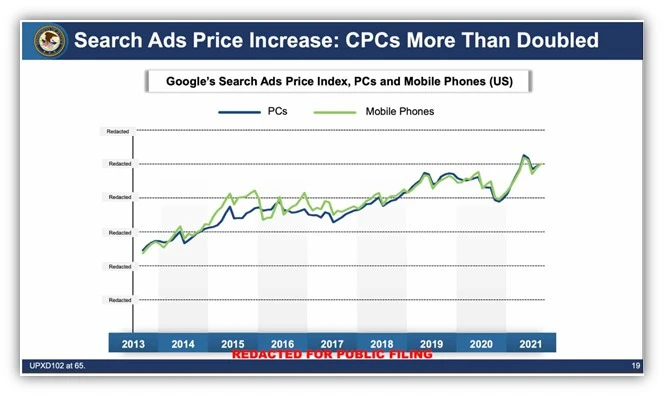 Search Ads Price Increase: CPCs More Than Doubled
Google's Search Ads Price Index, PCs and Mobile Phones (US)
PCs Mobile Phones
Redacted
Redacted
Redacted
Redacted
Redacted
Redacted
2013 2014 2015 2016 2017 2018 2019 2020 2021
REDACTED FOR PUBLIC FILING
UPXD102 at 65. 19